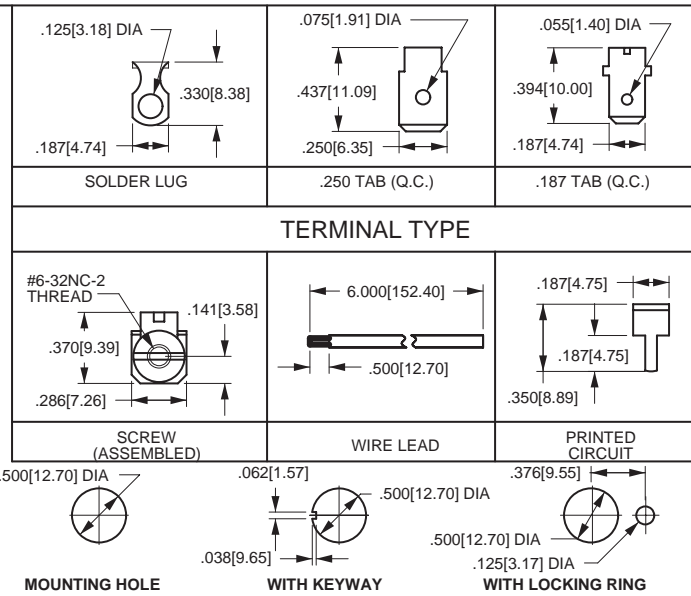 .125[3.18] DIA
.330[8.38]
.187[4.74]
SOLDER LUG
.075[1.91] DIA
.437[11.09]
.250[6.35]
.250 TAB (Q.C.)
.055[1.40] DIA
.394[10.00]
.187[4.74]
.187 TAB (Q.C.)
TERMINAL TYPE
#6-32NC-2
THREAD
.141[3.58]
.370[9.39]
.286[7.26]
SCREW
(ASSEMBLED)
6.000[152.40]
.500[12.70]
WIRE LEAD
.187[4.75]
.187[4.75]
.350[8.89]
PRINTED
CIRCUIT
.500[12.70] DIA
MOUNTING HOLE
.062[1.57]
.500[12.70] DIA
.038[9.65]
WITH KEYWAY
.376[9.55]
.500[12.70] DIA
.125[3.17] DIA
WITH LOCKING RING